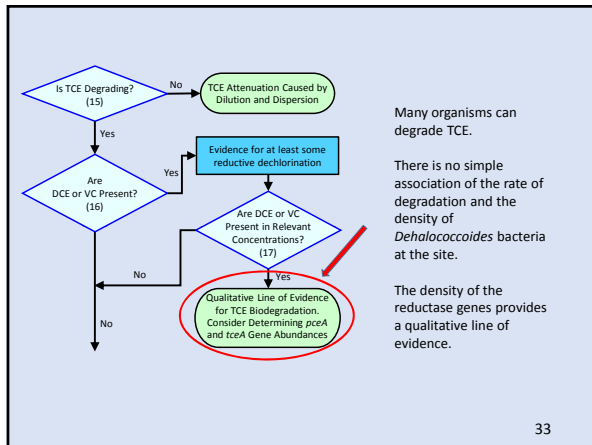 Is TCE Degrading?
(15)
No
TCE Attenuation Caused by
Dilution and Dispersion
Yes
Are
DCE or VC Present?
(16)
Yes
Evidence for at least some
reductive dechlorination
Are DCE or VC
Present in Relevant
Concentrations?
(17)
No
Yes
Qualitative Line of Evidence
for TCE Biodegradation.
Consider Determining pceA
and tceA Gene Abundances
No
Many organisms can
degrade TCE.
There is no simple
association of the rate of
degradation and the
density of
Dehalococcoides bacteria
at the site.
The density of the
reductase genes provides
a qualitative line of
evidence.
33